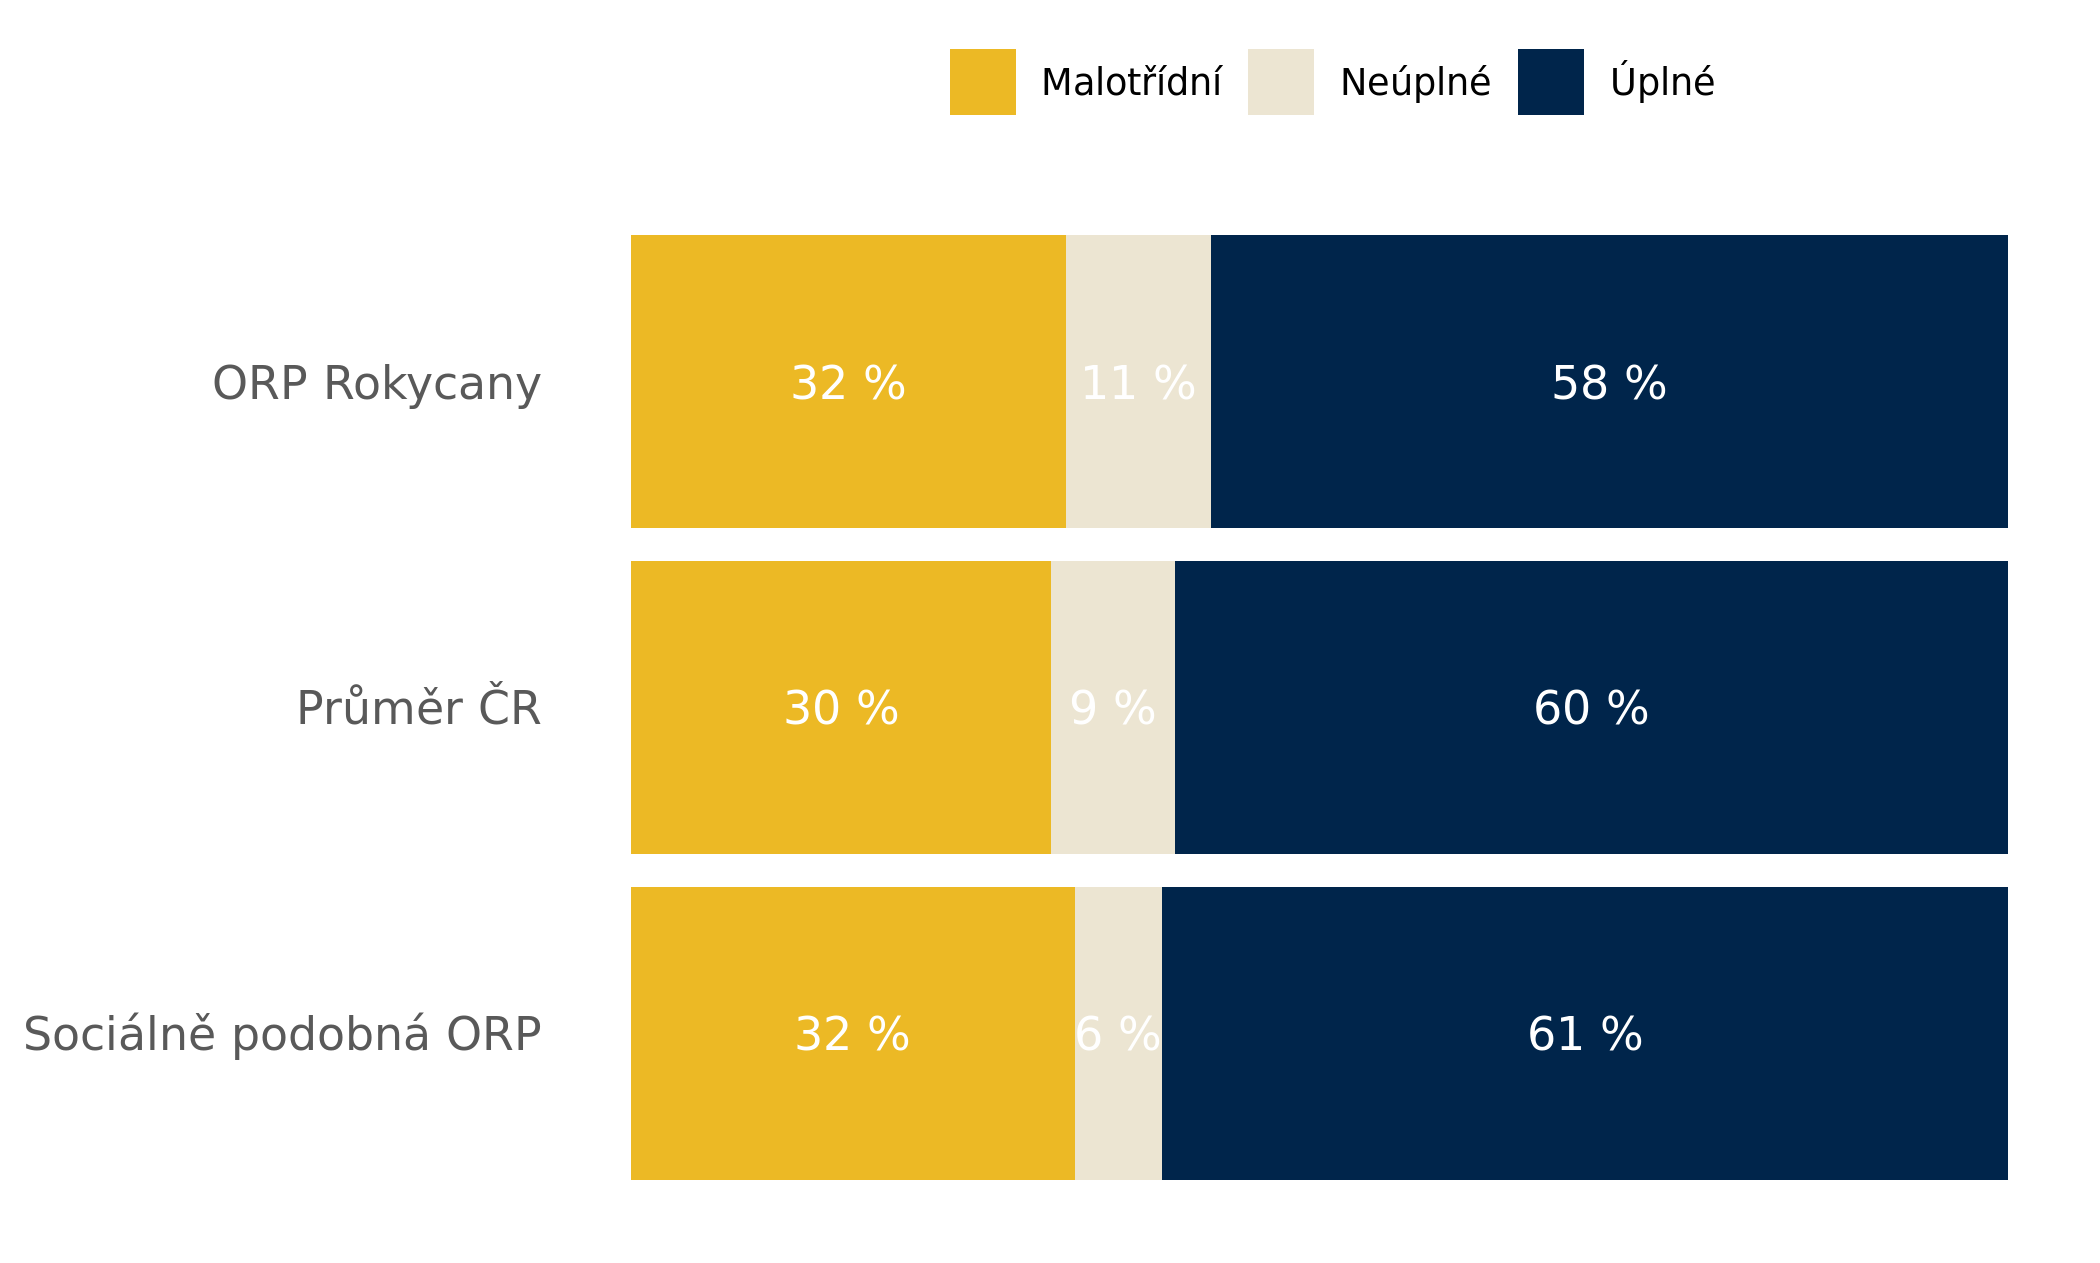 Malotřídní Neúplné Úplné
ORP Rokycany 32 % 11 % 58 %
Průměr ČR 30 % 9 % 60 %
Sociálně podobná ORP 32 % 6 % 61 %